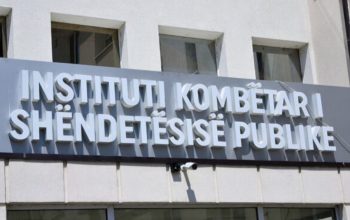 INSTITUTI KOMBËTAR I
SHËNDETËSISË PUBLIKE